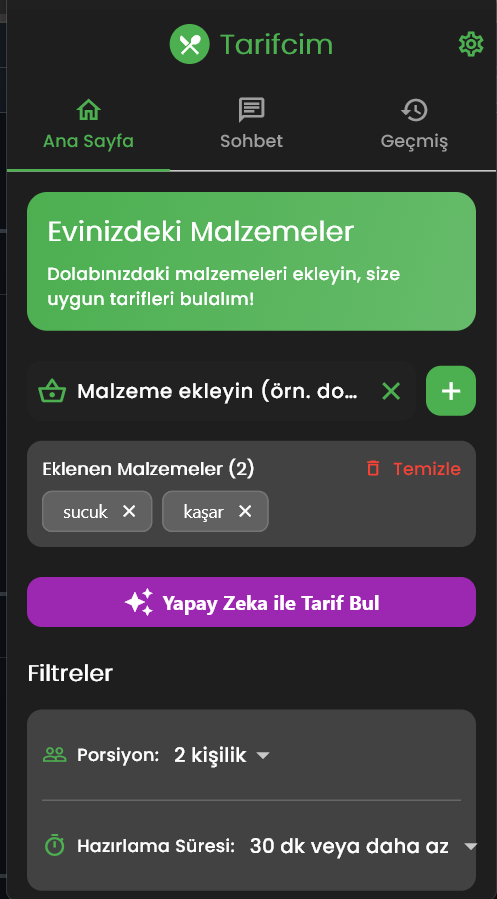 Tarifcim
Ana Sayfa
Sohbet
Geçmiş
Evinizdeki Malzemeler
Dolabınızdaki malzemeleri ekleyin, size
uygun tarifleri bulalım!
Malzeme ekleyin (örn. do...
Eklenen Malzemeler (2)
Temizle
sucuk
kaşar
Yapay Zeka ile Tarif Bul
Filtreler
Porsiyon: 2 kişilik
Hazırlama Süresi: 30 dk veya daha az